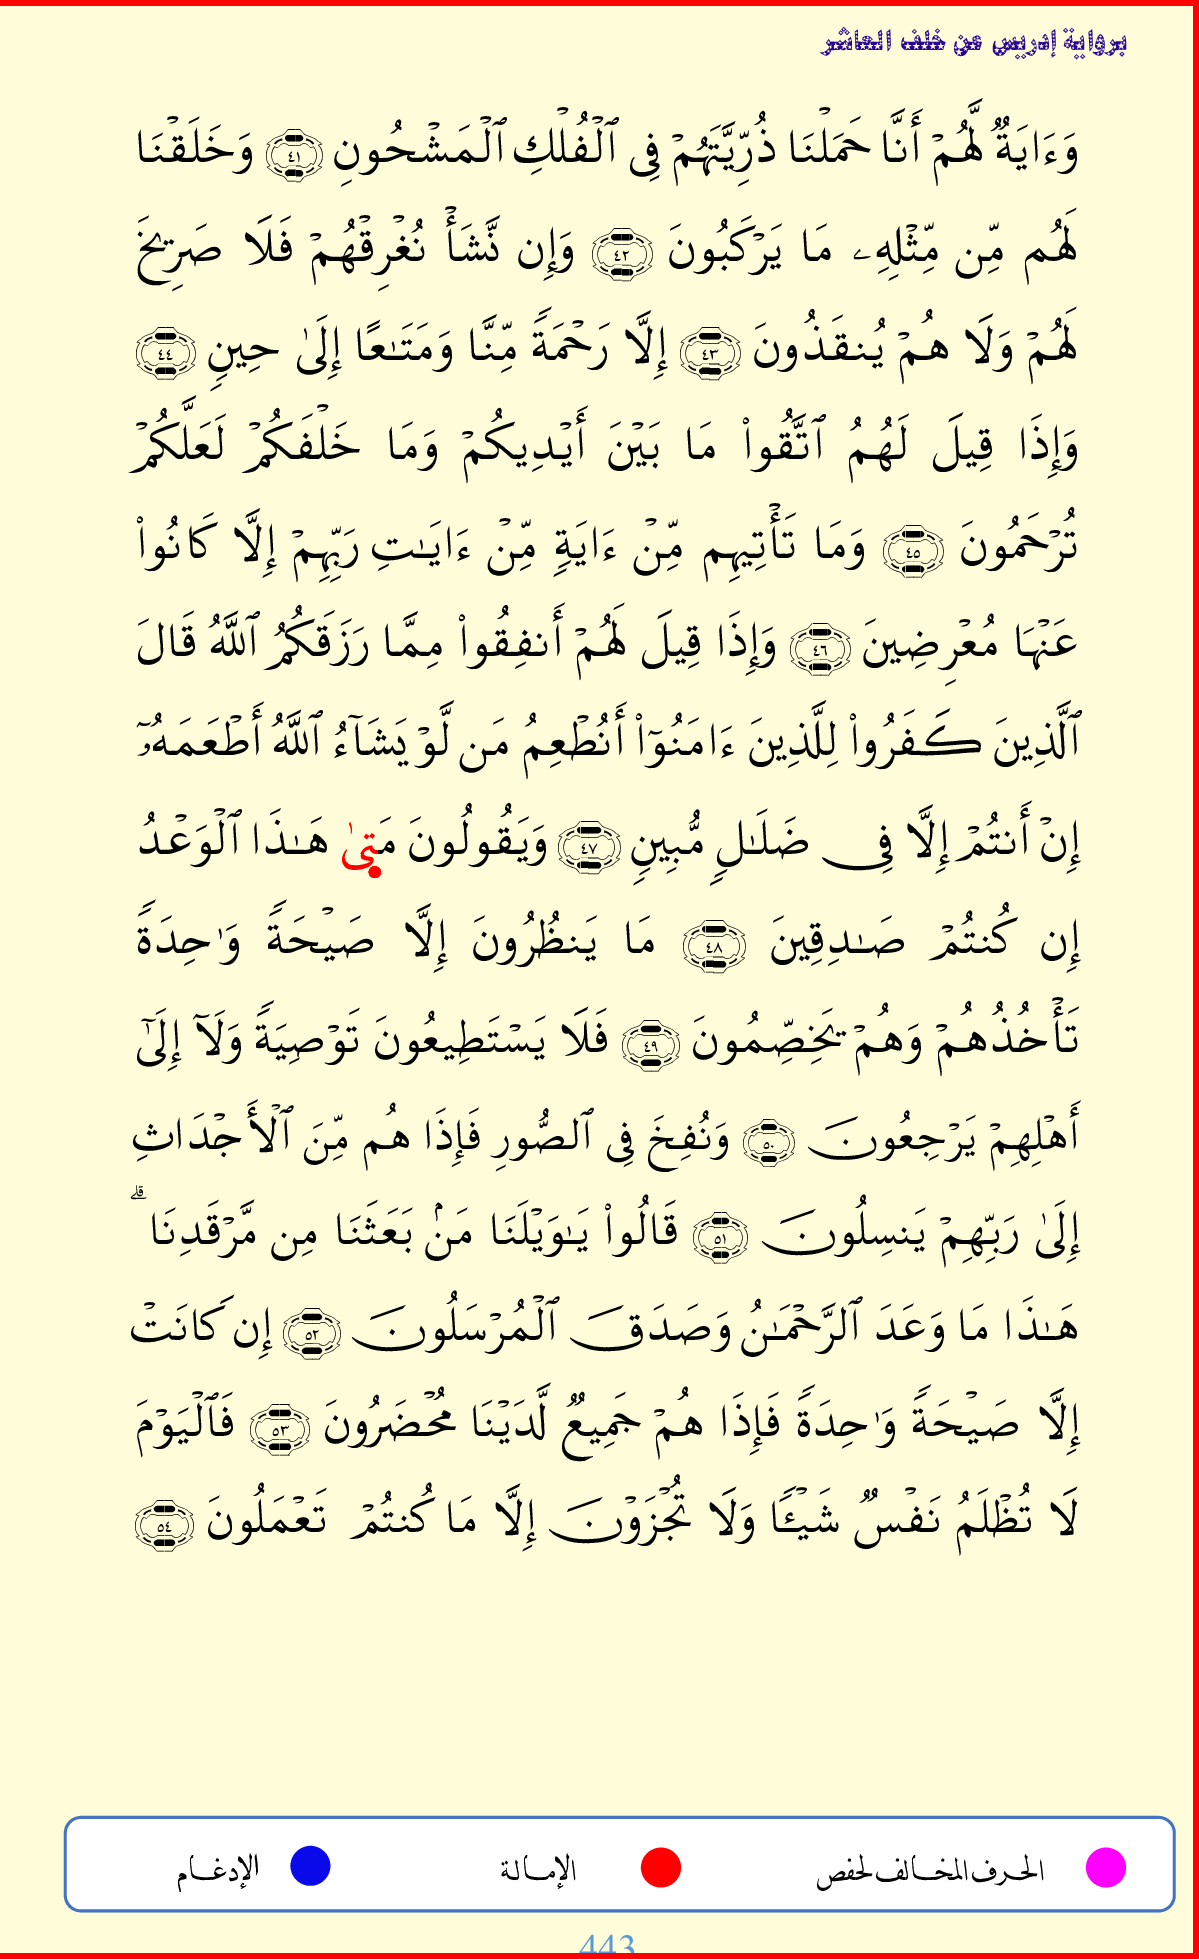 برواية إدريس عن خلف العاشر
وَءَايَةٌ لَّهُمْ أَنَّا حَمَلْنَا ذُرِّيَّتَهُمْ فِى ٱلْفُلْكِ ٱلْمَشْحُونِ ٤١ وَخَلَقْنَا
لَهُم مِّن مِّثْلِهِۦ مَا يَرْكَبُونَ ٤٢ وَإِن نَّشَأْ نُغْرِقْهُمْ فَلَا صَرِيخَ
لَهُمْ وَلَا هُمْ يُنقَذُونَ ٤٣ إِلَّا رَحْمَةً مِّنَّا وَمَتَـٰعًا إِلَىٰ حِينٍ ٤٤
وَإِذَا قِيلَ لَهُمُ ٱتَّقُوا۟ مَا بَيْنَ أَيْدِيكُمْ وَمَا خَلْفَكُمْ لَعَلَّكُمْ
تُرْحَمُونَ ٤٥ وَمَا تَأْتِيهِم مِّنْ ءَايَةٍ مِّنْ ءَايَـٰتِ رَبِّهِمْ إِلَّا كَانُوا۟
عَنْهَا مُعْرِضِينَ ٤٦ وَإِذَا قِيلَ لَهُمْ أَنفِقُوا۟ مِمَّا رَزَقَكُمُ ٱللَّهُ قَالَ
ٱلَّذِينَ كَفَرُوا۟ لِلَّذِينَ ءَامَنُوٓا۟ أَنُطْعِمُ مَن لَّوْ يَشَآءُ ٱللَّهُ أَطْعَمَهُۥٓ
إِنْ أَنتُمْ إِلَّا فِى ضَلَـٰلٍ مُّبِينٍ ٤٧ وَيَقُولُونَ مَتَىٰ هَـٰذَا ٱلْوَعْدُ
إِن كُنتُمْ صَـٰدِقِينَ ٤٨ مَا يَنظُرُونَ إِلَّا صَيْحَةً وَٰحِدَةً
تَأْخُذُهُمْ وَهُمْ يَخِصِّمُونَ ٤٩ فَلَا يَسْتَطِيعُونَ تَوْصِيَةً وَلَآ إِلَىٰٓ
أَهْلِهِمْ يَرْجِعُونَ ٥٠ وَنُفِخَ فِى ٱلصُّورِ فَإِذَا هُم مِّنَ ٱلْأَجْدَاثِ
إِلَىٰ رَبِّهِمْ يَنسِلُونَ ٥١ قَالُوا۟ يَـٰوَيْلَنَا مَنۢ بَعَثَنَا مِن مَّرْقَدِنَا ۗ
هَـٰذَا مَا وَعَدَ ٱلرَّحْمَـٰنُ وَصَدَقَ ٱلْمُرْسَلُونَ ٥٢ إِن كَانَتْ
إِلَّا صَيْحَةً وَٰحِدَةً فَإِذَا هُمْ جَمِيعٌ لَّدَيْنَا مُحْضَرُونَ ٥٣ فَٱلْيَوْمَ
لَا تُظْلَمُ نَفْسٌ شَيْـًٔا وَلَا تُجْزَوْنَ إِلَّا مَا كُنتُمْ تَعْمَلُونَ ٥٤
الحرف المخالف لحفص الإمالة الإدغام
443